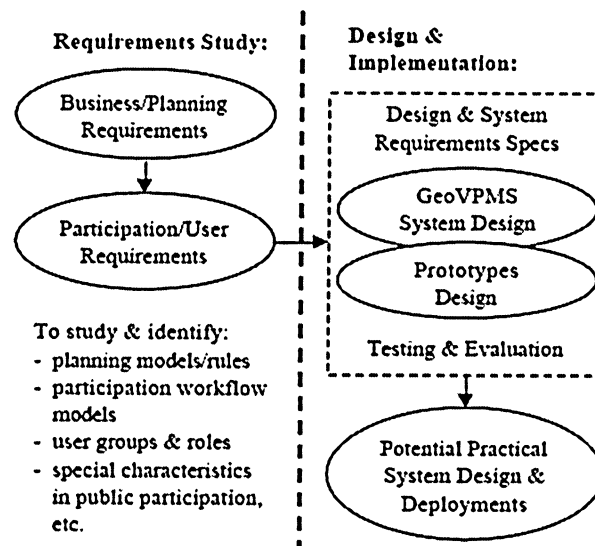 Requirements Study:
Business/Planning
Requirements
Participation/User
Requirements
To study & identify:
- planning models/rules
- participation workflow
models
- user groups & roles
- special characteristics
in public participation,
etc.
Design &
Implementation:
Design & System
Requirements Specs
GeoVPMS
System Design
Prototypes
Design
Testing & Evaluation
Potential Practical
System Design &
Deployments